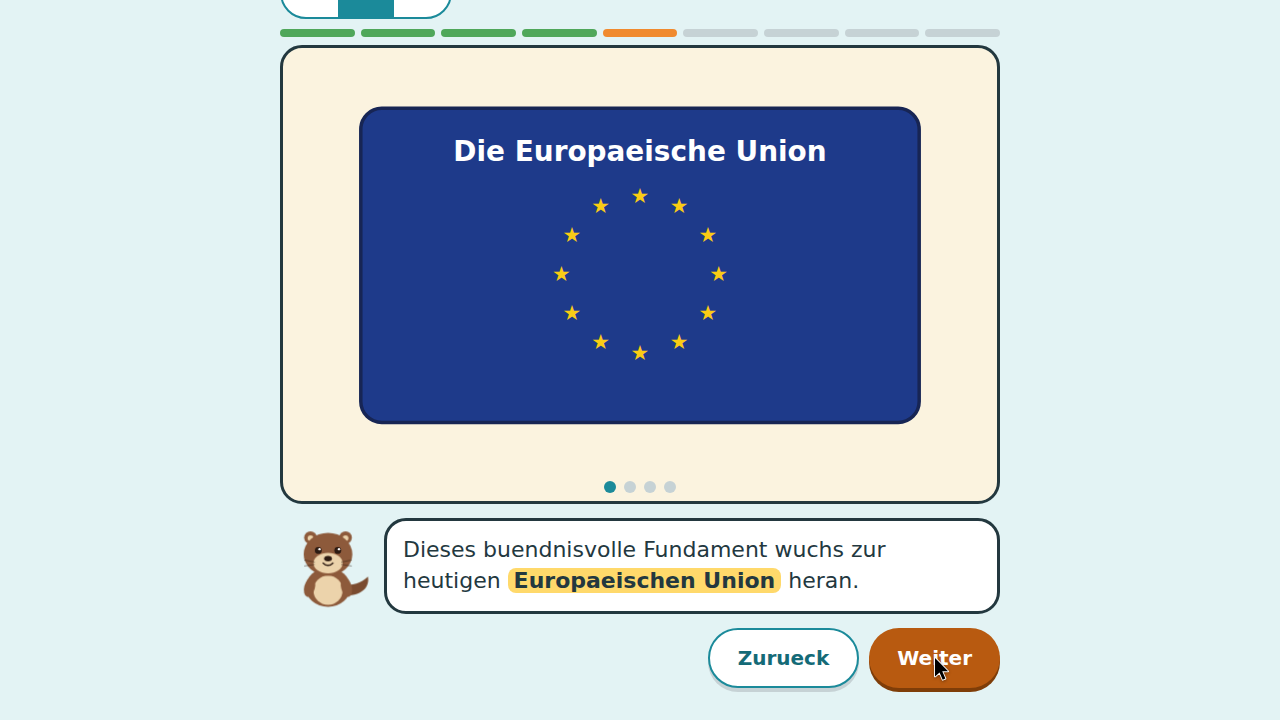 Die Europaeische Union
Dieses buendnisvolle Fundament wuchs zur
heutigen Europaeischen Union heran.
Zurueck
Weiter